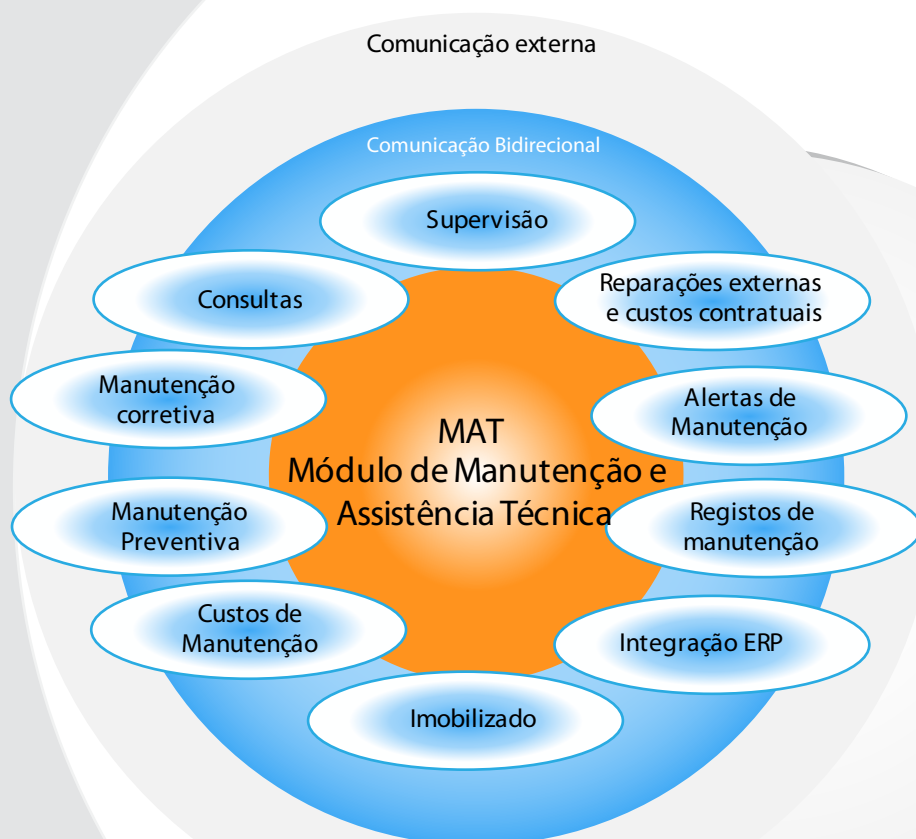 Comunicação externa
Comunicação Bidirecional
Supervisão
Consultas
Reparações externas
e custos contratuais
Manutenção
corretiva
Alertas de
Manutenção
MAT
Módulo de Manutenção e
Assistência Técnica
Manutenção
Preventiva
Registos de
manutenção
Custos de
Manutenção
Integração ERP
Imobilizado